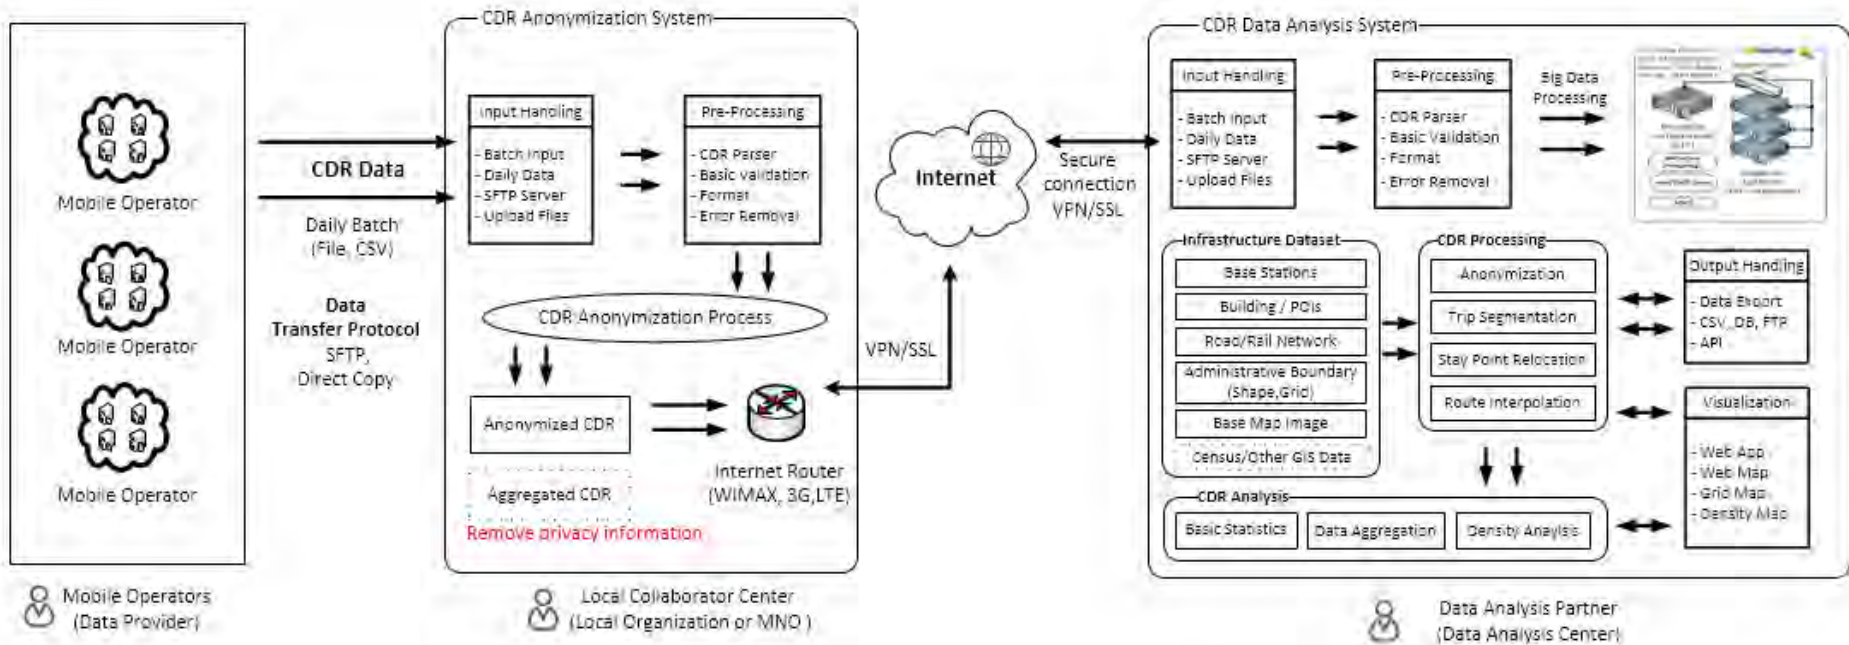 Mobile Operator
Mobile Operator
Mobile Operator
Mobile Operators
(Data Provider)
CDR Data
Daily Batch
(File, CSV)
Data
Transfer Protocol
SFTP,
Direct Copy
CDR Anonymization System
Input Handling
- Batch Input
- Daily Data
- SFTP Server
- Upload Files
Pre-Processing
- CDR Parser
- Basic Validation
- Format
- Error Removal
CDR Anonymization Process
Anonymized CDR
Aggregated CDR
Remove privacy information
Internet Router
(WIMAX, 3G,LTE)
Local Collaborator Center
(Local Organization or MNO )
VPN/SSL
Internet
Secure
connection
VPN/SSL
CDR Data Analysis System
Input Handling
- Batch Input
- Daily Data
- SFTP Server
- Upload Files
Pre-Processing
- CDR Parser
- Basic Validation
- Format
- Error Removal
Big Data
Processing
Infrastructure Dataset
Base Stations
Building / POIs
Road/Rail Network
Administrative Boundary
(Shape,Grid)
Base Map Image
Census/Other GIS Data
CDR Processing
Anonymization
Trip Segmentation
Stay Point Relocation
Route Interpolation
Output Handling
- Data Export
- CSV, DB, FTP
- API
Visualization
- Web App
- Web Map
- Grid Map
- Density Map
CDR Analysis
Basic Statistics
Data Aggregation
Density Anaylsis
Data Analysis Partner
(Data Analysis Center)